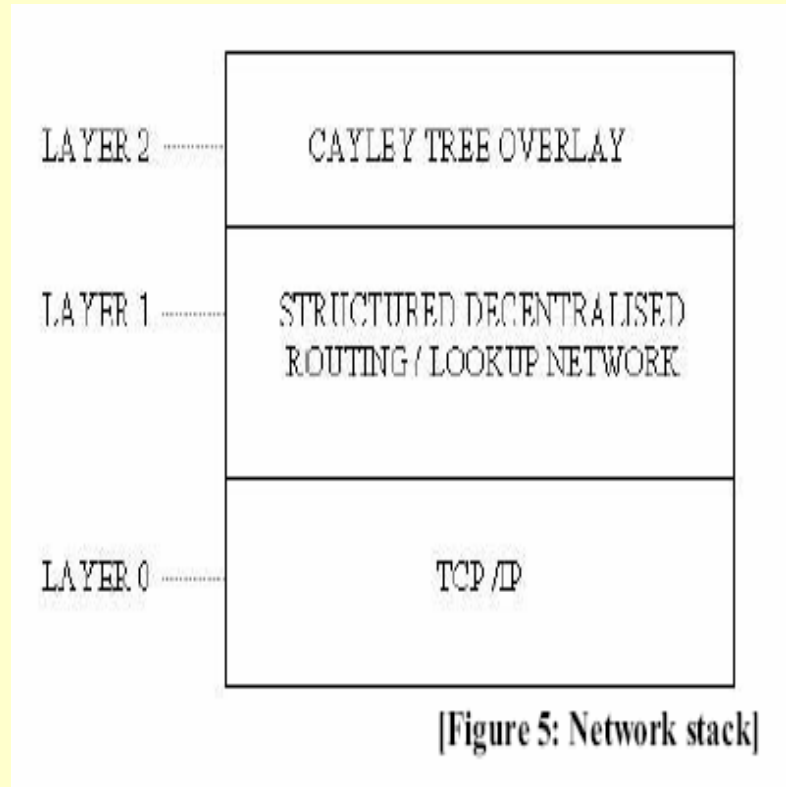 LAYER 2
CAYLEY TREE OVERLAY
LAYER 1
STRUCTURED DECENTRALISED
ROUTING / LOOKUP NETWORK
LAYER 0
TCP /IP
[Figure 5: Network stack]